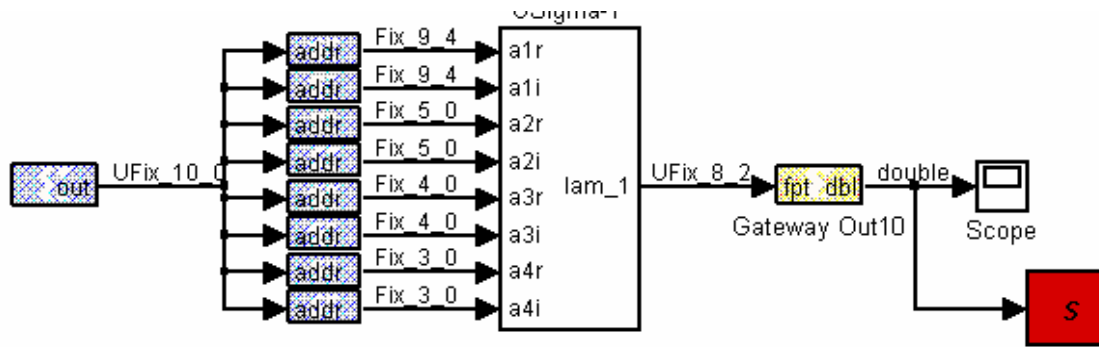 addr Fix_9_4 a1r
addr Fix_9_4 a1i
addr Fix_5_0 a2r
addr Fix_5_0 a2i
addr Fix_4_0 a3r
addr Fix_4_0 a3i
addr Fix_3_0 a4r
addr Fix_3_0 a4i
out UFix_10_0
lam_1 UFix_8_2 fpt dbl double
Gateway Out10 Scope
s